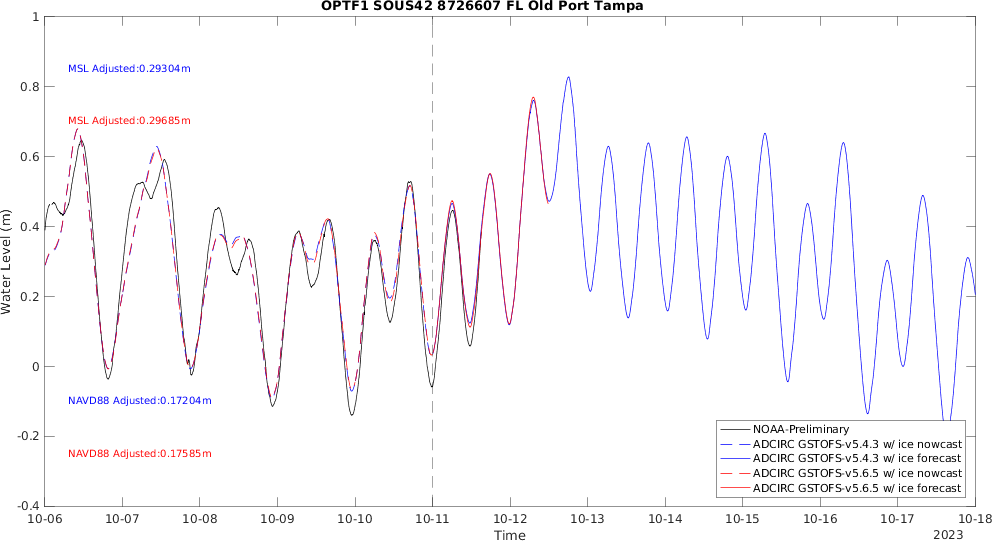 OPTF1 SOUS42 8726607 FL Old Port Tampa
1
0.8
0.6
0.4
0.2
0
-0.2
-0.4
Water Level (m)
MSL Adjusted:0.29304m
MSL Adjusted:0.29685m
NAVD88 Adjusted:0.17204m
NAVD88 Adjusted:0.17585m
NOAA-Preliminary
ADCIRC GSTOFS-v5.4.3 w/ ice nowcast
ADCIRC GSTOFS-v5.4.3 w/ ice forecast
ADCIRC GSTOFS-v5.6.5 w/ ice nowcast
ADCIRC GSTOFS-v5.6.5 w/ ice forecast
10-06 10-07 10-08 10-09 10-10 10-11 10-12 10-13 10-14 10-15 10-16 10-17 10-18
Time
2023